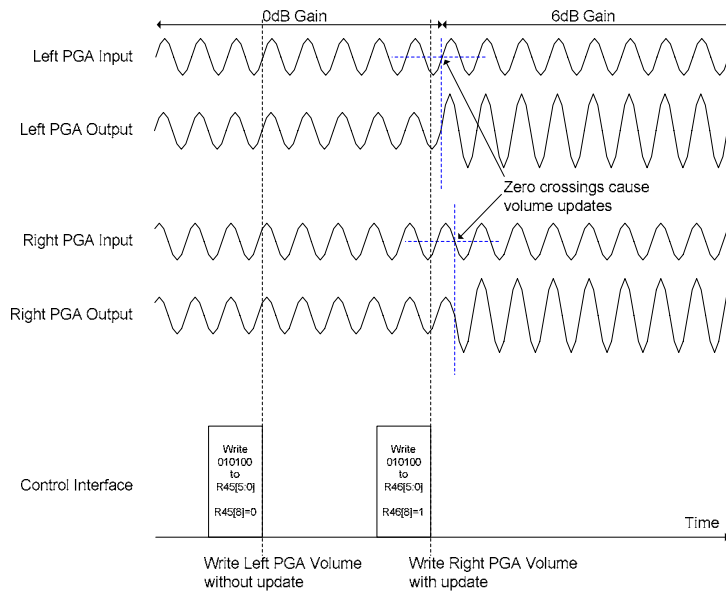 0dB Gain
6dB Gain
Left PGA Input
Left PGA Output
Zero crossings cause
volume updates
Right PGA Input
Right PGA Output
Control Interface
Write
010100
to
R45[5:0]
R45[8]=0
Write
010100
to
R46[5:0]
R46[8]=1
Time
Write Left PGA Volume
without update
Write Right PGA Volume
with update